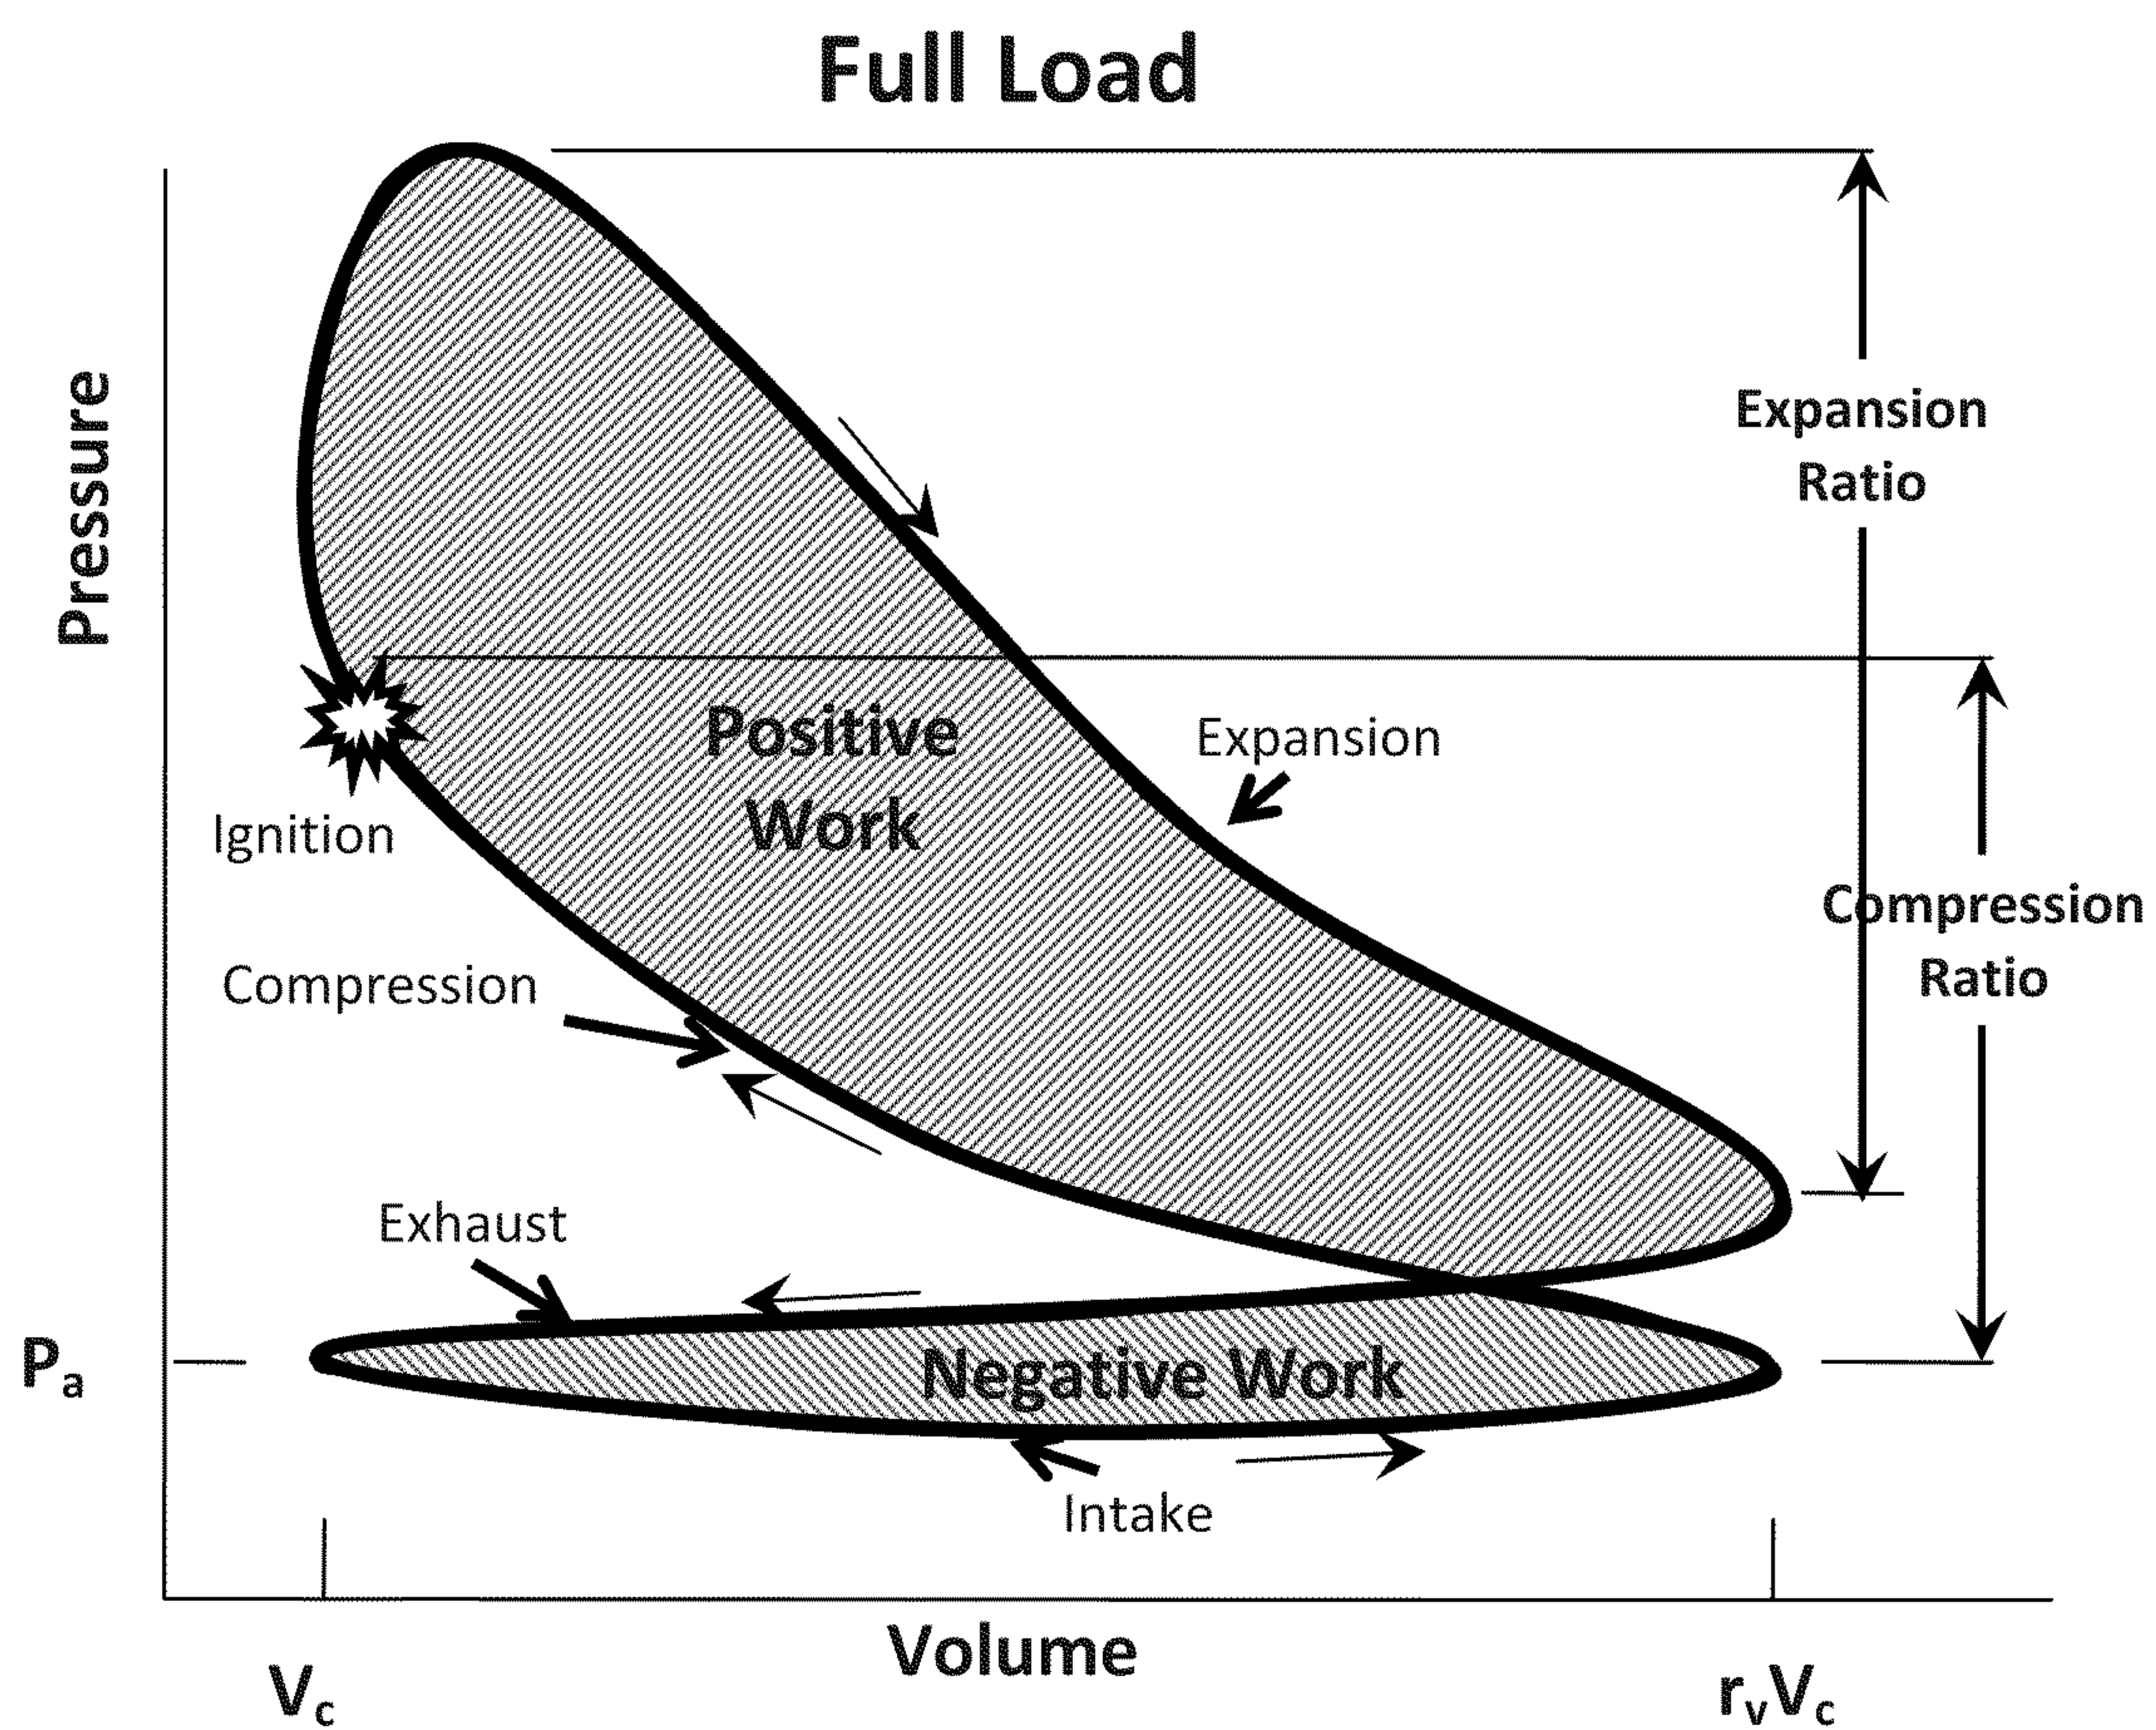 Full Load
Pressure
Expansion
Ratio
Positive
Work
Expansion
Ignition
Compression
Ratio
Compression
Exhaust
Pa
Negative Work
Intake
Volume
Vc
rvVc